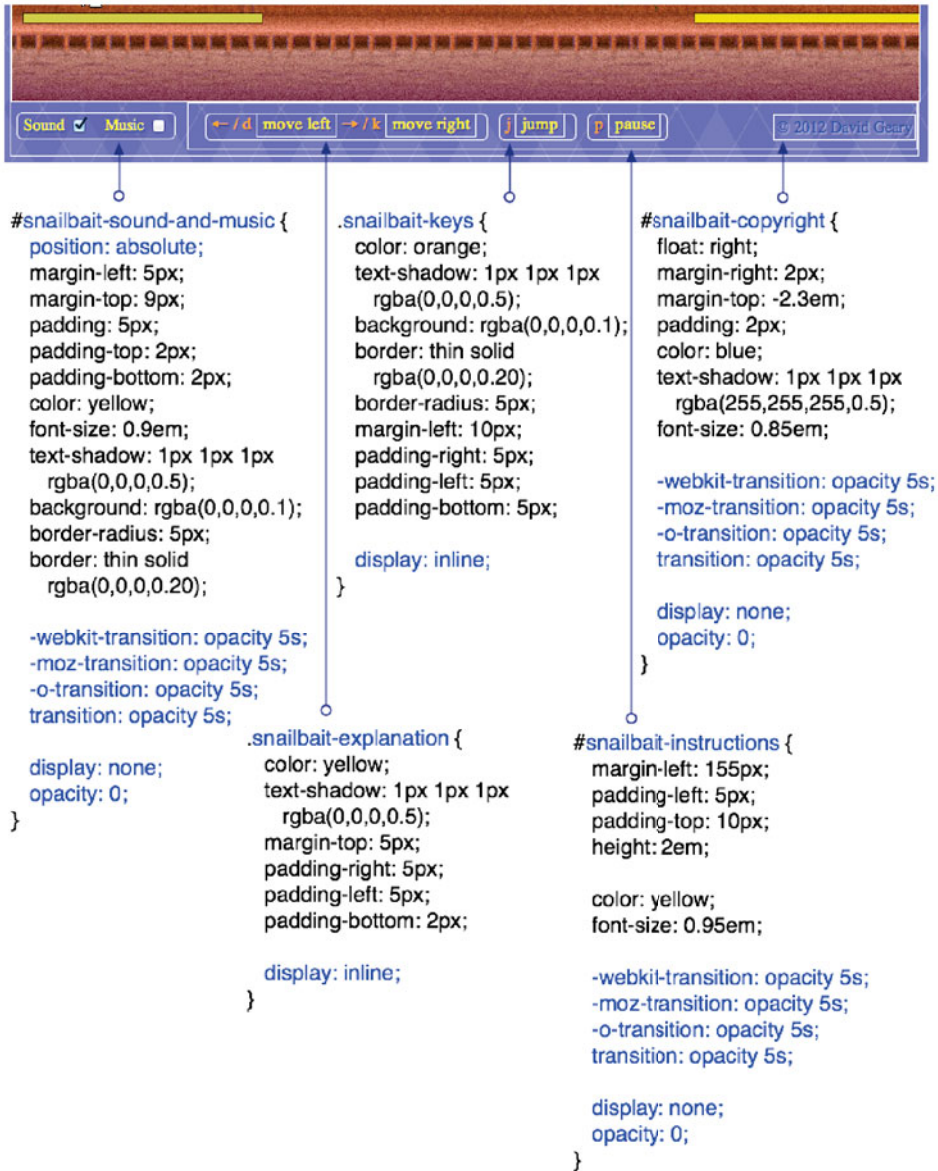 Sound Music ← / d move left → / k move right j jump p pause © 2012 David Geary
#snailbait-sound-and-music {
position: absolute;
margin-left: 5px;
margin-top: 9px;
padding: 5px;
padding-top: 2px;
padding-bottom: 2px;
color: yellow;
font-size: 0.9em;
text-shadow: 1px 1px 1px
rgba(0,0,0,0.5);
background: rgba(0,0,0,0.1);
border-radius: 5px;
border: thin solid
rgba(0,0,0,0.20);
-webkit-transition: opacity 5s;
-moz-transition: opacity 5s;
-o-transition: opacity 5s;
transition: opacity 5s;
display: none;
opacity: 0;
}
.snailbait-keys {
color: orange;
text-shadow: 1px 1px 1px
rgba(0,0,0,0.5);
background: rgba(0,0,0,0.1);
border: thin solid
rgba(0,0,0,0.20);
border-radius: 5px;
margin-left: 10px;
padding-right: 5px;
padding-left: 5px;
padding-bottom: 5px;
display: inline;
}
#snailbait-copyright {
float: right;
margin-right: 2px;
margin-top: -2.3em;
padding: 2px;
color: blue;
text-shadow: 1px 1px 1px
rgba(255,255,255,0.5);
font-size: 0.85em;
-webkit-transition: opacity 5s;
-moz-transition: opacity 5s;
-o-transition: opacity 5s;
transition: opacity 5s;
display: none;
opacity: 0;
}
.snailbait-explanation {
color: yellow;
text-shadow: 1px 1px 1px
rgba(0,0,0,0.5);
margin-top: 5px;
padding-right: 5px;
padding-left: 5px;
padding-bottom: 2px;
display: inline;
}
#snailbait-instructions {
margin-left: 155px;
padding-left: 5px;
padding-top: 10px;
height: 2em;
color: yellow;
font-size: 0.95em;
-webkit-transition: opacity 5s;
-moz-transition: opacity 5s;
-o-transition: opacity 5s;
transition: opacity 5s;
display: none;
opacity: 0;
}